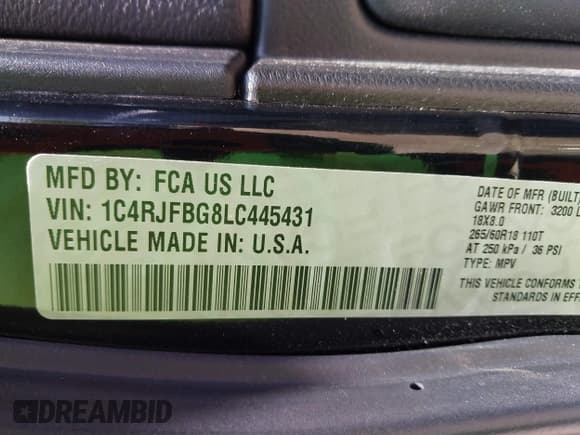 MFD BY: FCA US LLC
VIN: 1C4RJFBG8LC445431
VEHICLE MADE IN: U.S.A.
DATE OF MFR (BUILT)
GAWR FRONT: 3200 L
18X8.0
265/60R18 110T
AT 250 kPa / 36 PSI
TYPE: MPV
THIS VEHICLE CONFORMS
STANDARDS IN EFF
DREAMBID